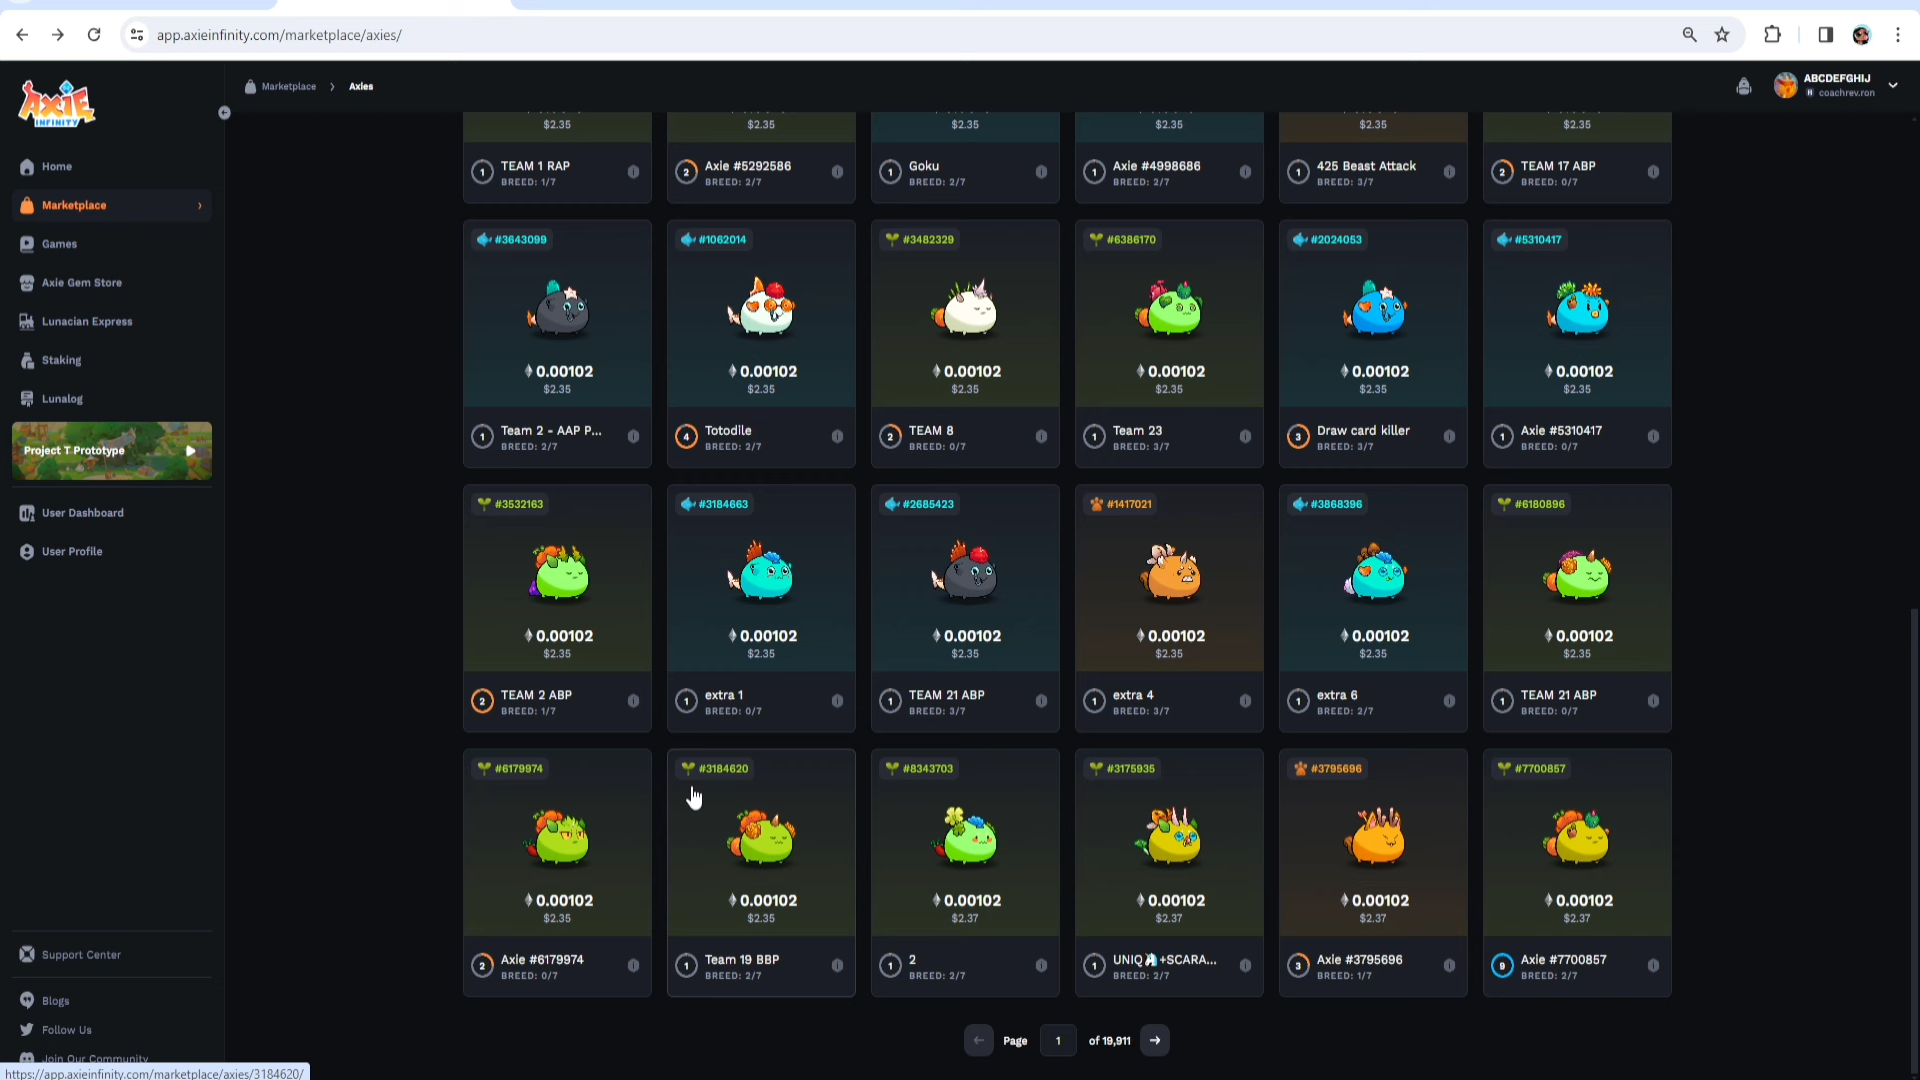 app.axieinfinity.com/marketplace/axies/
AXIE
INFINITY
Marketplace > Axies
ABCDEFGHIJ
coachrev.ron
Home
Marketplace
Games
Axie Gem Store
Lunacian Express
Staking
Lunalog
Project T Prototype
User Dashboard
User Profile
Support Center
Blogs
Follow Us
Join Our Community
https://app.axieinfinity.com/marketplace/axies/3184620/
$2.35 $2.35 $2.35 $2.35 $2.35 $2.35
1 TEAM 1 RAP 2 Axie #5292586 1 Goku 1 Axie #4998686 1 425 Beast Attack 2 TEAM 17 ABP
BREED: 1/7 BREED: 2/7 BREED: 2/7 BREED: 2/7 BREED: 3/7 BREED: 0/7
#3643099 #1062014 #3482329 #6386170 #2024053 #5310417
0.00102 0.00102 0.00102 0.00102 0.00102 0.00102
$2.35 $2.35 $2.35 $2.35 $2.35 $2.35
1 Team 2 - AAP P... 4 Totodile 2 TEAM 8 1 Team 23 3 Draw card killer 1 Axie #5310417
BREED: 2/7 BREED: 2/7 BREED: 0/7 BREED: 3/7 BREED: 3/7 BREED: 0/7
#3532163 #3184663 #2685423 #1417021 #3868396 #6180896
0.00102 0.00102 0.00102 0.00102 0.00102 0.00102
$2.35 $2.35 $2.35 $2.35 $2.35 $2.35
2 TEAM 2 ABP 1 extra 1 1 TEAM 21 ABP 1 extra 4 1 extra 6 1 TEAM 21 ABP
BREED: 1/7 BREED: 0/7 BREED: 3/7 BREED: 3/7 BREED: 2/7 BREED: 0/7
#6179974 #3184620 #8343703 #3175935 #3795696 #7700857
0.00102 0.00102 0.00102 0.00102 0.00102 0.00102
$2.35 $2.35 $2.37 $2.37 $2.37 $2.37
2 Axie #6179974 1 Team 19 BBP 1 2 1 UNIQ🦄+SCARA... 3 Axie #3795696 9 Axie #7700857
BREED: 0/7 BREED: 2/7 BREED: 2/7 BREED: 2/7 BREED: 3/7 BREED: 2/7
← Page 1 of 19,911 →